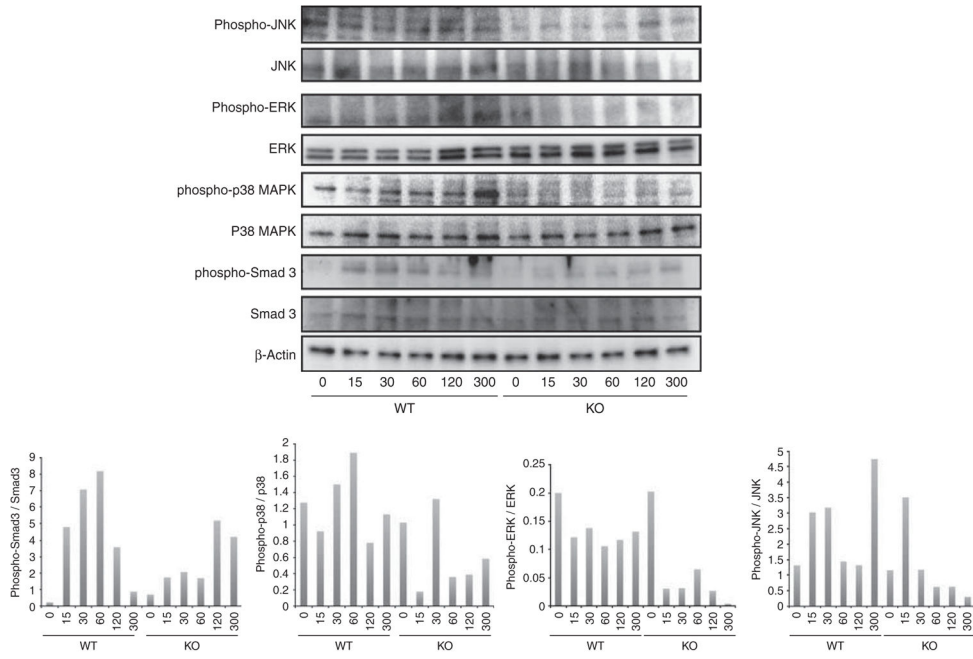 Phospho-JNK
JNK
Phospho-ERK
ERK
phospho-p38 MAPK
P38 MAPK
phospho-Smad 3
Smad 3
β-Actin
0 15 30 60 120 300 0 15 30 60 120 300
WT KO
Phospho-Smad3 / Smad3
9
8
7
6
5
4
3
2
1
0
0 15 30 60 120 300 0 15 30 60 120 300
WT KO
Phospho-p38 / p38
2
1.8
1.6
1.4
1.2
1
0.8
0.6
0.4
0.2
0
0 15 30 60 120 300 0 15 30 60 120 300
WT KO
Phospho-ERK / ERK
0.25
0.2
0.15
0.1
0.05
0
0 15 30 60 120 300 0 15 30 60 120 300
WT KO
Phospho-JNK / JNK
5
4.5
4
3.5
3
2.5
2
1.5
1
0.5
0
0 15 30 60 120 300 0 15 30 60 120 300
WT KO